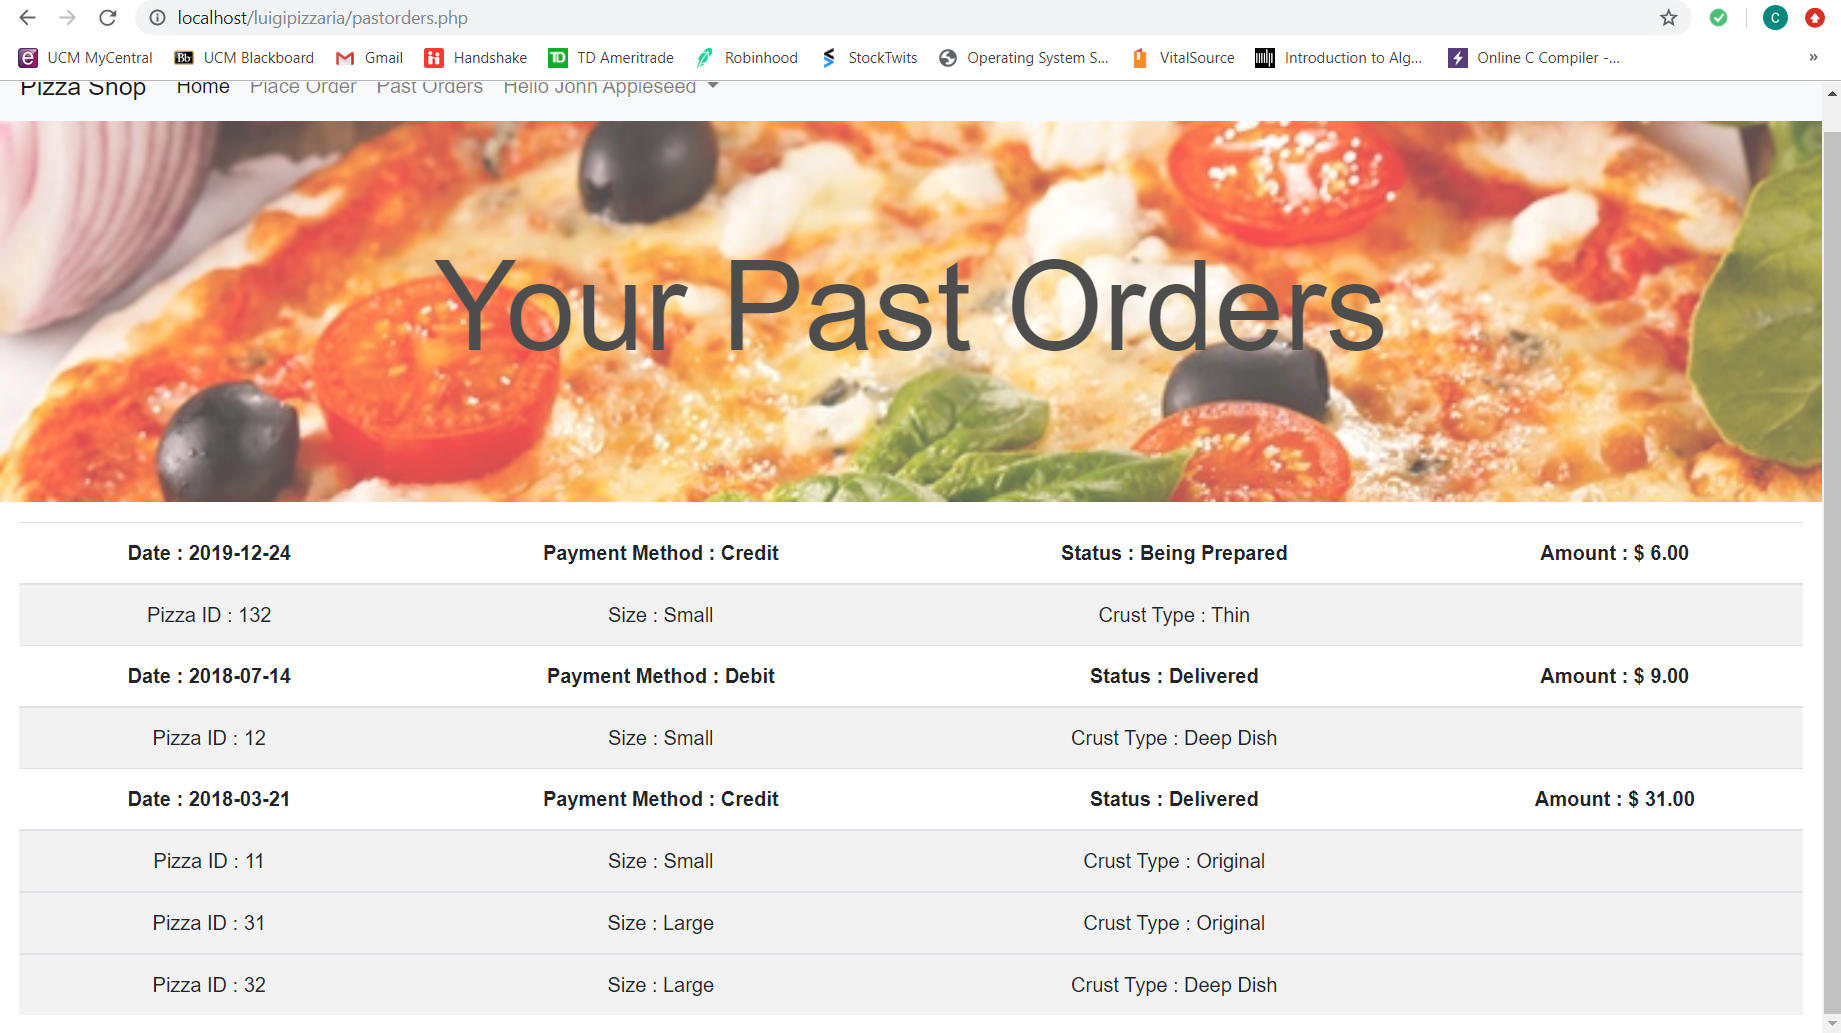 localhost/luigipizzaria/pastorders.php
C
UCM MyCentral Bb UCM Blackboard Gmail Handshake TD TD Ameritrade Robinhood StockTwits Operating System S... VitalSource Introduction to Alg... Online C Compiler -... »
Pizza Shop Home Place Order Past Orders Hello John Appleseed
Your Past Orders
Date : 2019-12-24 Payment Method : Credit Status : Being Prepared Amount : $ 6.00
Pizza ID : 132 Size : Small Crust Type : Thin
Date : 2018-07-14 Payment Method : Debit Status : Delivered Amount : $ 9.00
Pizza ID : 12 Size : Small Crust Type : Deep Dish
Date : 2018-03-21 Payment Method : Credit Status : Delivered Amount : $ 31.00
Pizza ID : 11 Size : Small Crust Type : Original
Pizza ID : 31 Size : Large Crust Type : Original
Pizza ID : 32 Size : Large Crust Type : Deep Dish